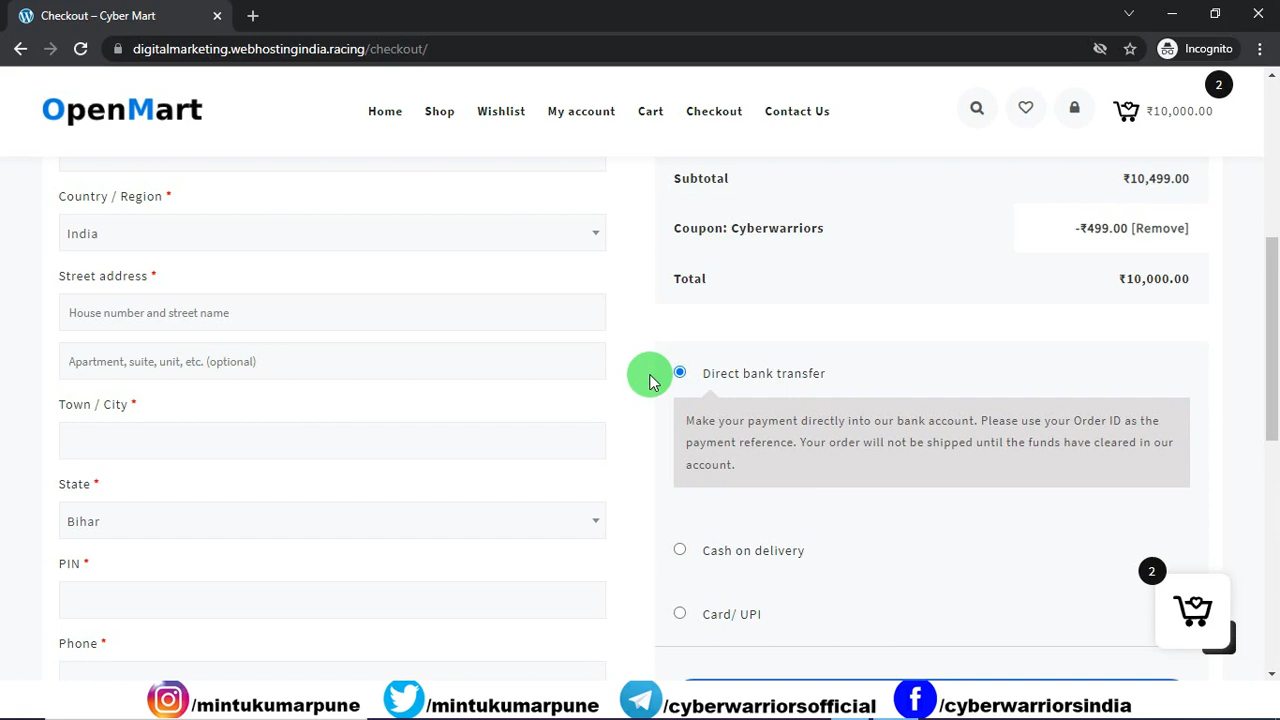 Checkout – Cyber Mart
digitalmarketing.webhostingindia.racing/checkout/
Incognito
OpenMart
Home Shop Wishlist My account Cart Checkout Contact Us
2
₹10,000.00
Country / Region *
India
Street address *
House number and street name
Apartment, suite, unit, etc. (optional)
Town / City *
State *
Bihar
PIN *
Phone *
Subtotal ₹10,499.00
Coupon: Cyberwarriors -₹499.00 [Remove]
Total ₹10,000.00
Direct bank transfer
Make your payment directly into our bank account. Please use your Order ID as the
payment reference. Your order will not be shipped until the funds have cleared in our
account.
Cash on delivery
Card/ UPI
2
/mintukumarpune /mintukumarpune /cyberwarriorsofficial /cyberwarriorsindia